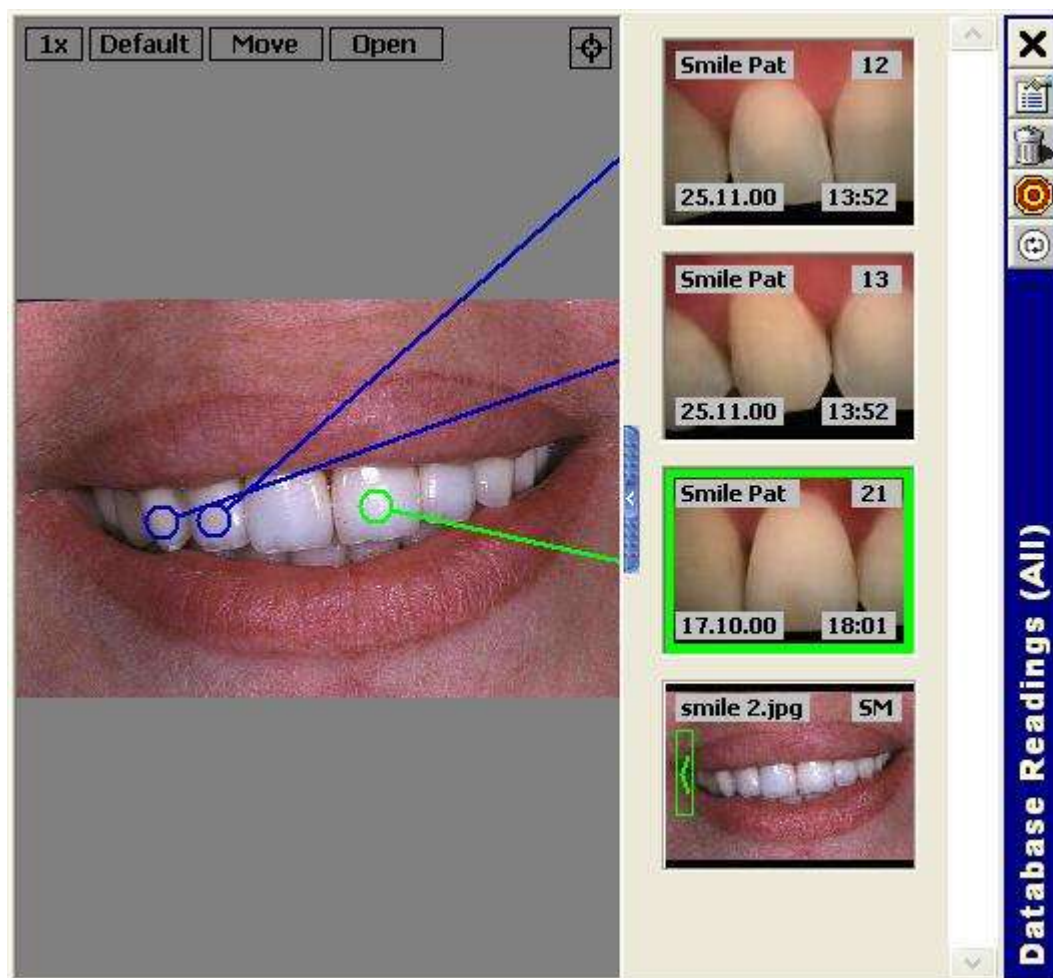 1x Default Move Open
Smile Pat 12
25.11.00 13:52
Smile Pat 13
25.11.00 13:52
Smile Pat 21
17.10.00 18:01
smile 2.jpg SM
Database Readings (All)